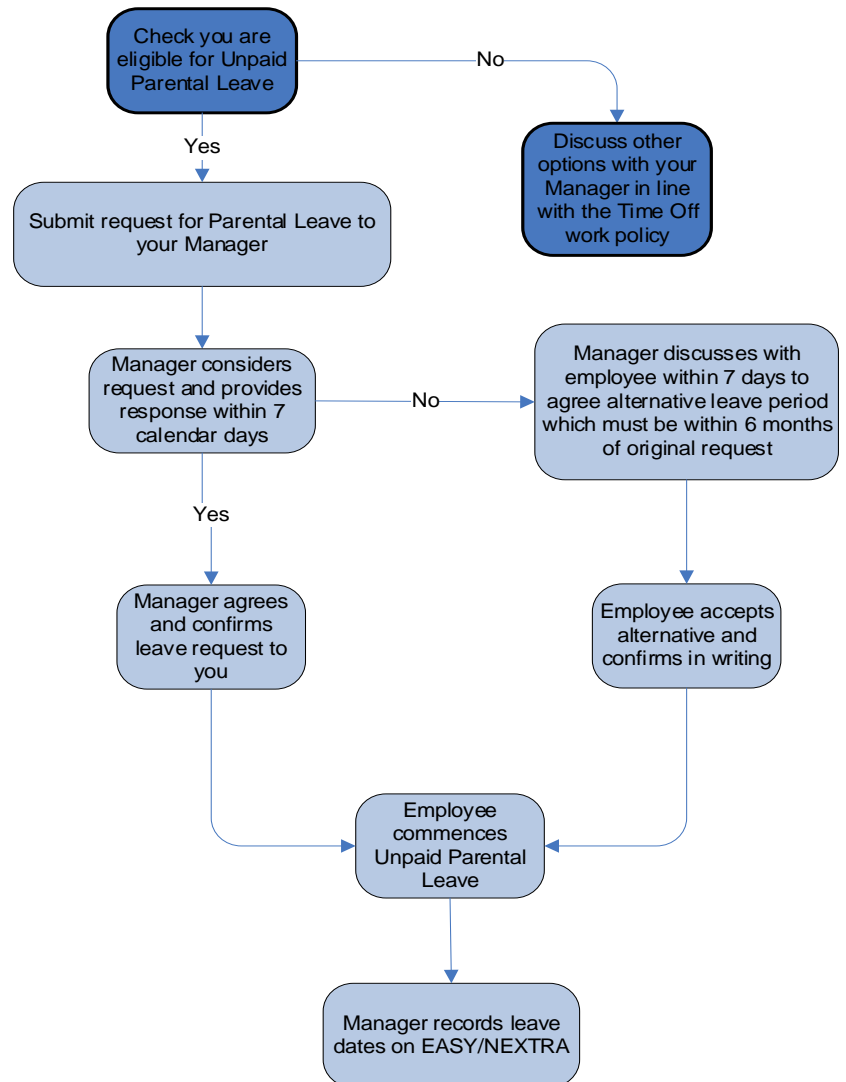 Check you are
eligible for Unpaid
Parental Leave
No
Yes
Discuss other
options with your
Manager in line
with the Time Off
work policy
Submit request for Parental Leave to
your Manager
Manager considers
request and provides
response within 7
calendar days
No
Manager discusses with
employee within 7 days to
agree alternative leave period
which must be within 6 months
of original request
Yes
Manager agrees
and confirms
leave request to
you
Employee accepts
alternative and
confirms in writing
Employee
commences
Unpaid Parental
Leave
Manager records leave
dates on EASY/NEXTRA